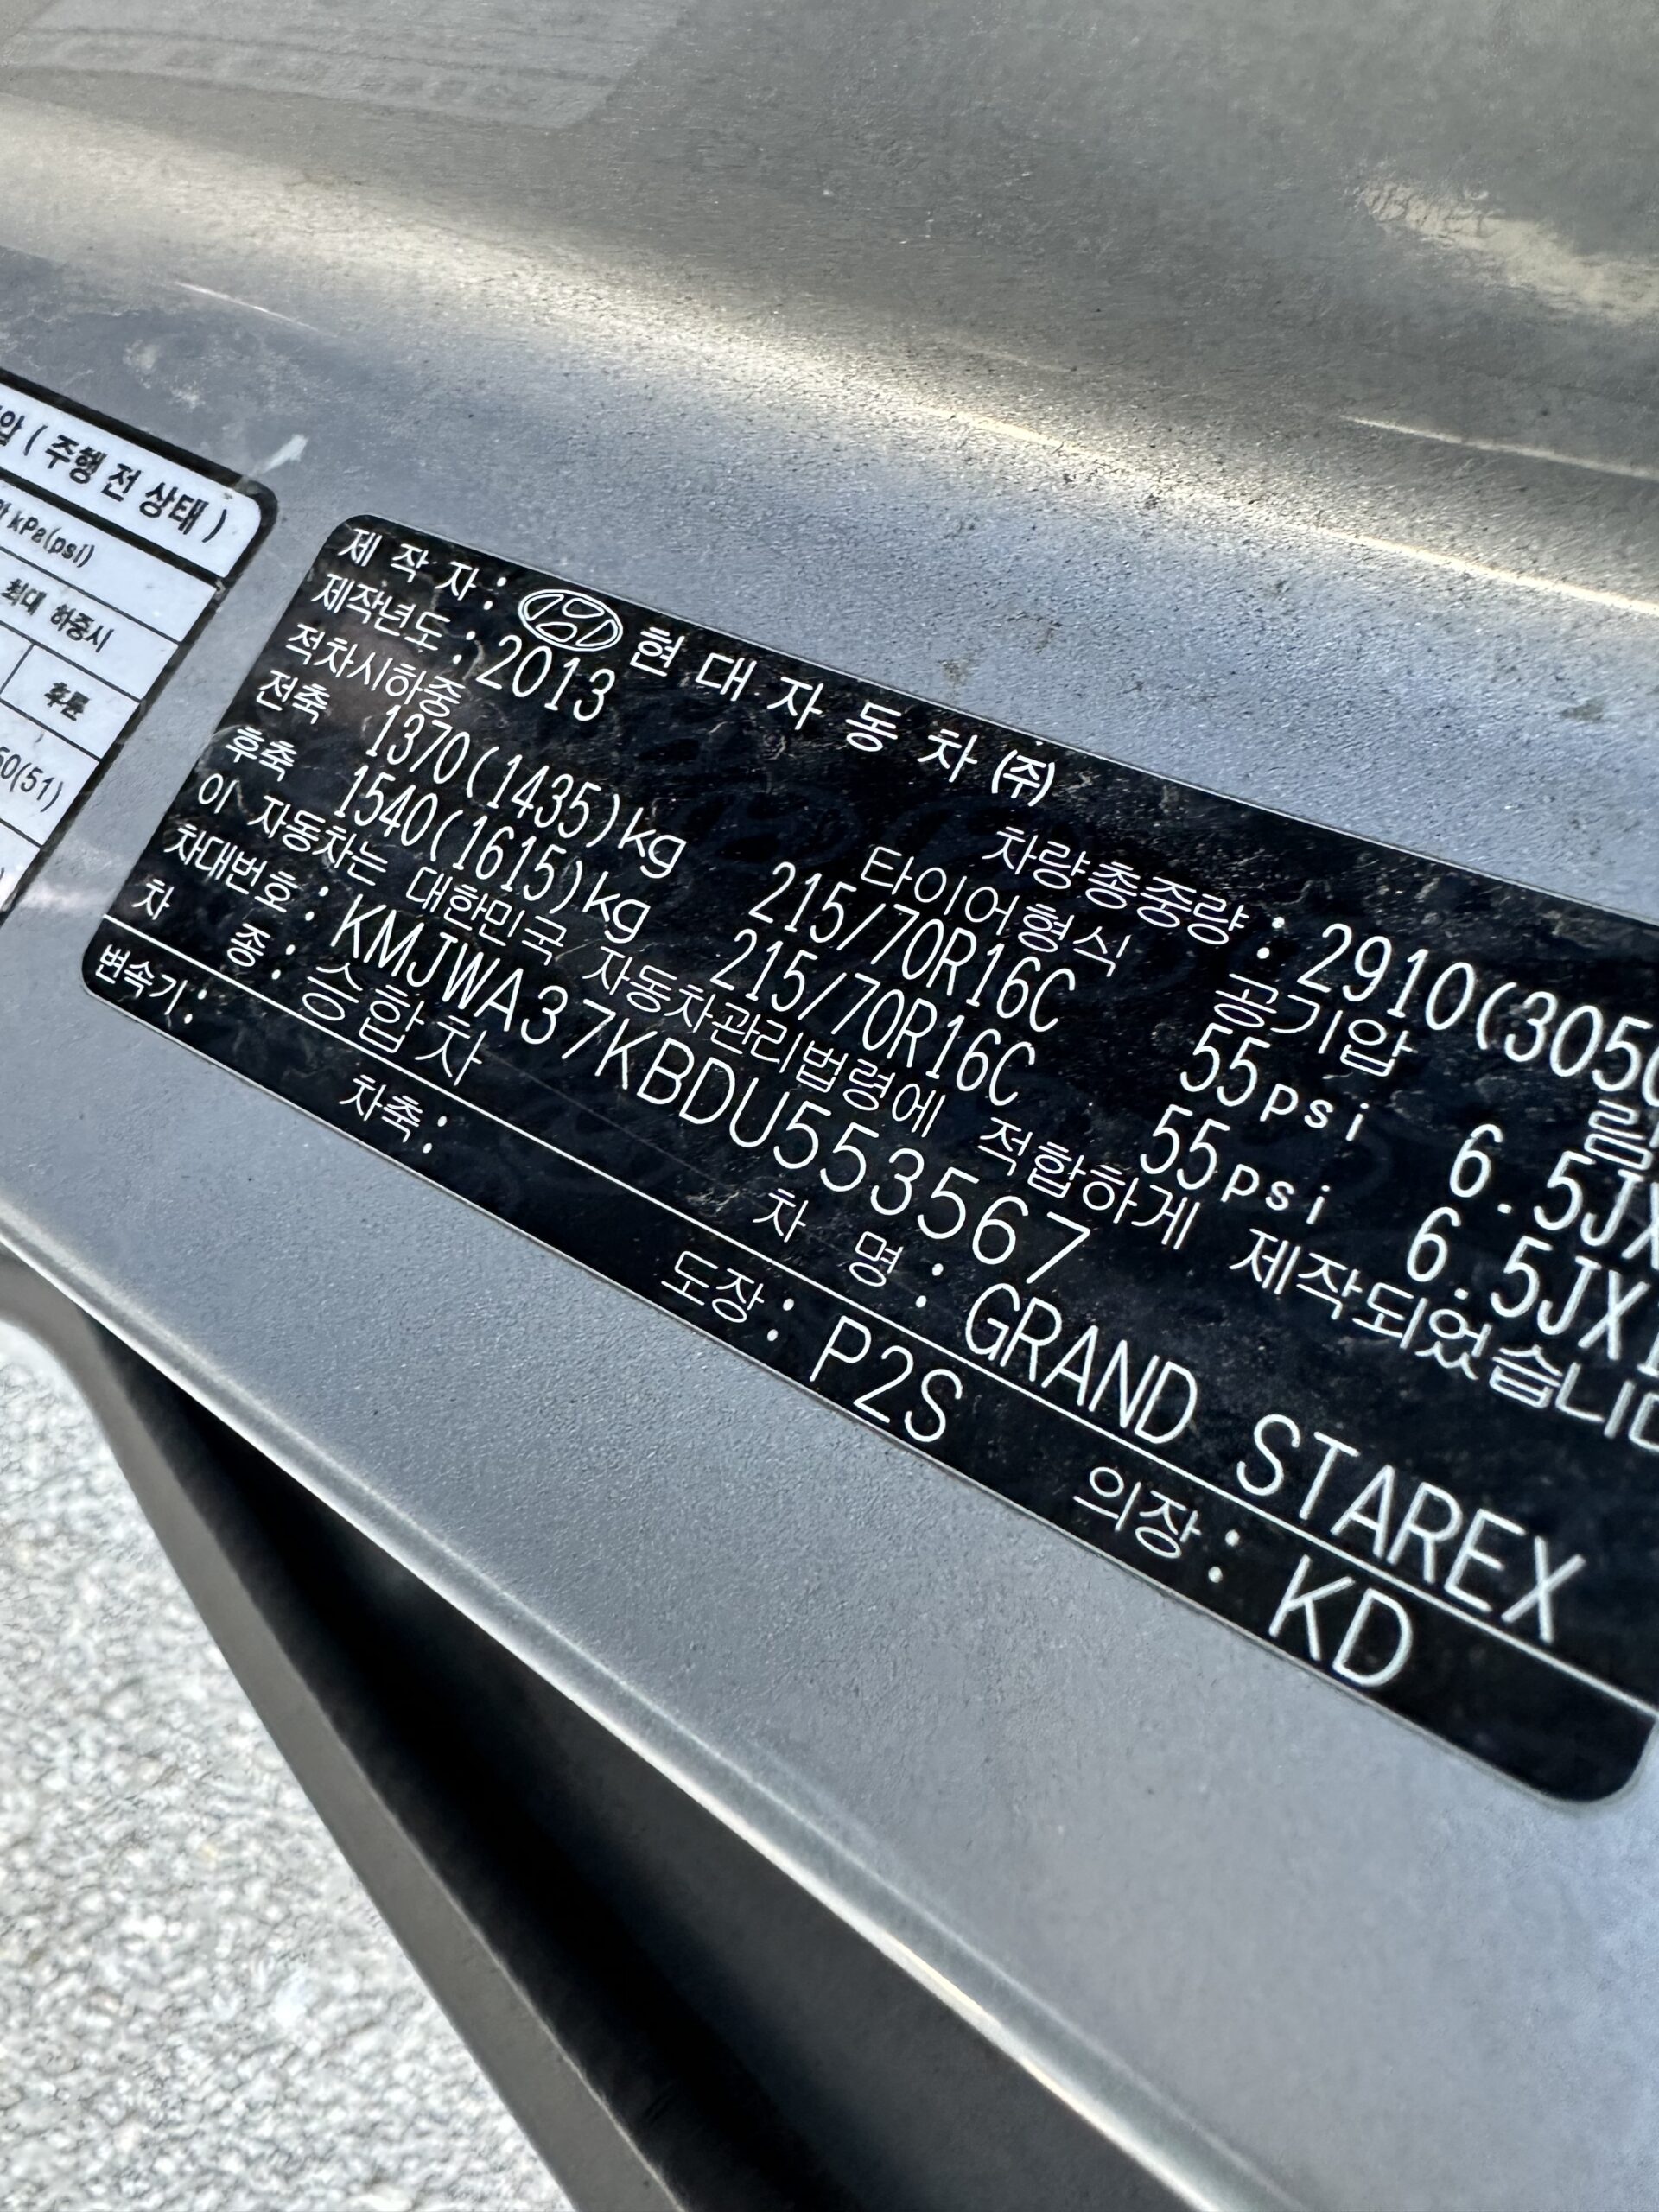 ( 주행 전 상태 )
kPa(psi)
최대 하중시
후륜
50(51)
제 작 자 : 현 대 자 동 차 ㈜
제작년도 : 2013
적차시하중 차량총중량 : 2910(3050
전축 1370(1435)kg 타이어형식 공기압 림
후축 1540(1615)kg 215/70R16C 55psi 6.5JX
215/70R16C 55psi 6.5JX1
이 자동차는 대한민국 자동차관리법령에 적합하게 제작되었습니다
차대번호 : KMJWA37KBDU553567
차 종 : 승합차 차 명 : GRAND STAREX
변속기 : 차축 : 도장 : P2S 의장 : KD